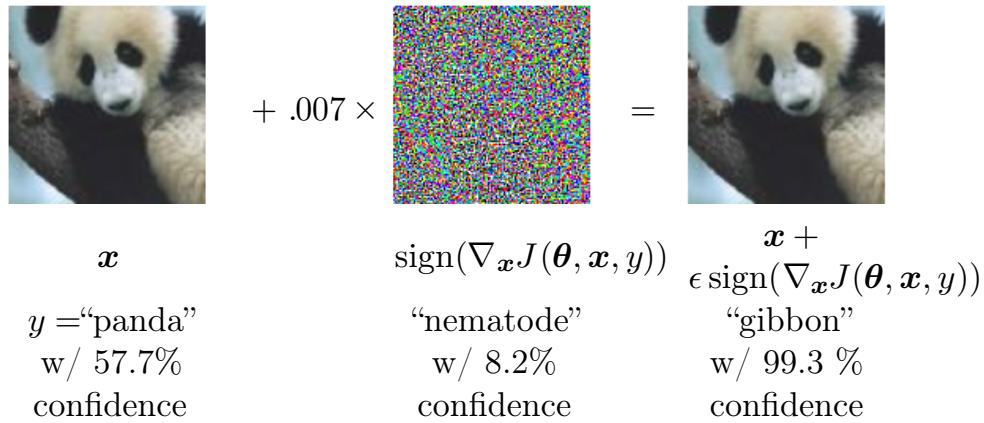 + .007 × =
x sign(∇ₓJ(θ, x, y)) x +
ϵ sign(∇ₓJ(θ, x, y))
y =“panda” “nematode” “gibbon”
w/ 57.7% w/ 8.2% w/ 99.3 %
confidence confidence confidence